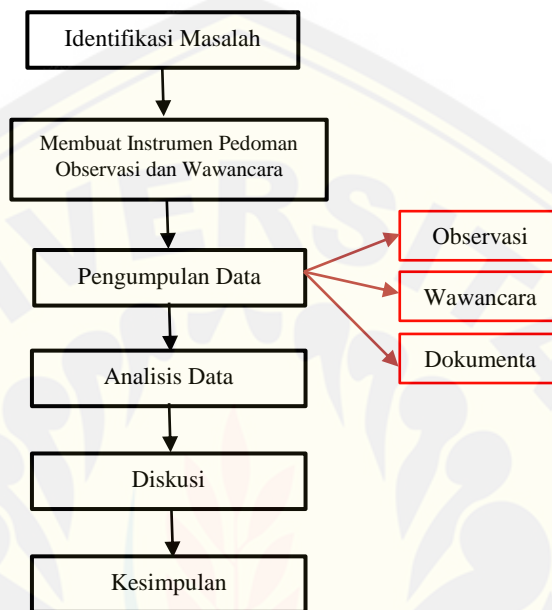 Identifikasi Masalah
Membuat Instrumen Pedoman
Observasi dan Wawancara
Pengumpulan Data
Observasi
Wawancara
Dokumenta
Analisis Data
Diskusi
Kesimpulan